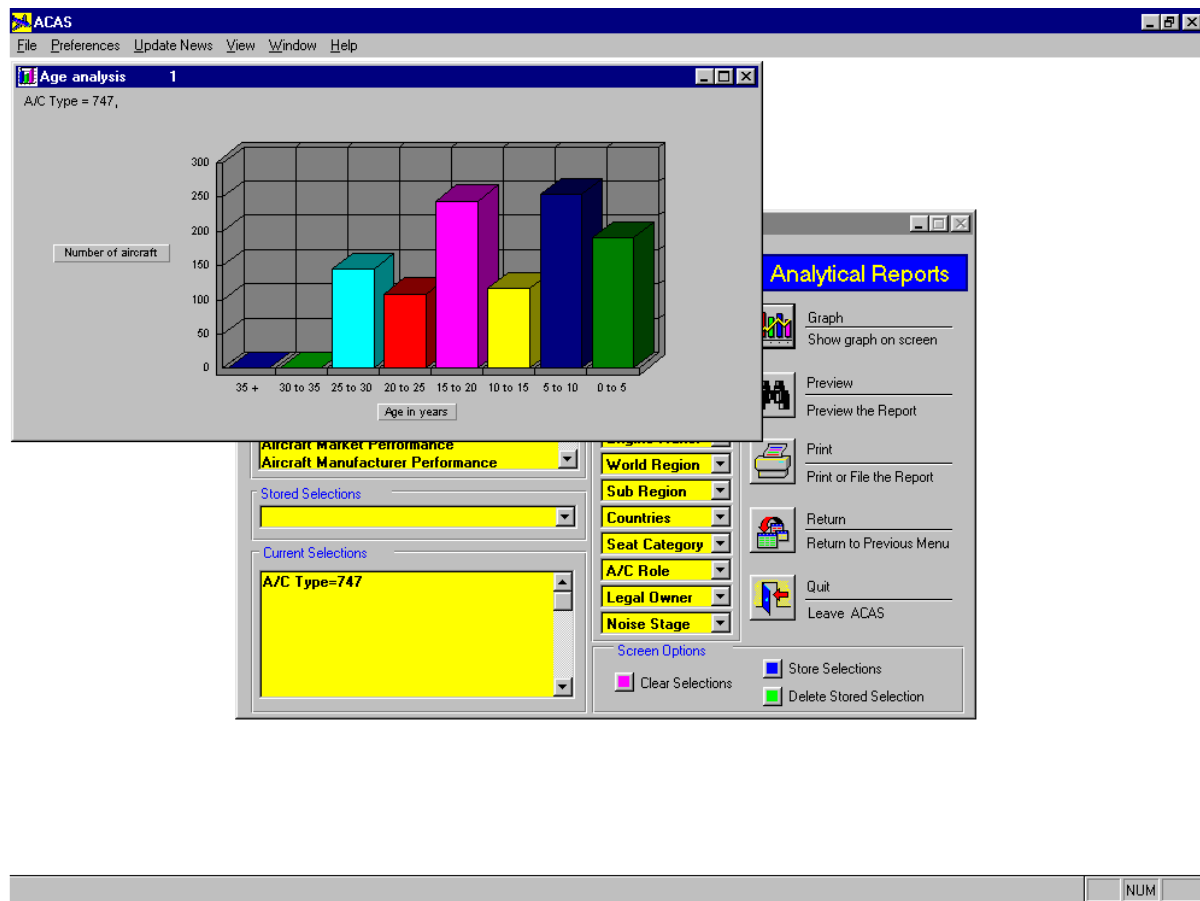 ACAS
File Preferences Update News View Window Help
Age analysis 1
A/C Type = 747,
300
250
200
150
100
50
0
Number of aircraft
35 + 30 to 35 25 to 30 20 to 25 15 to 20 10 to 15 5 to 10 0 to 5
Age in years
Analytical Reports
Graph
Show graph on screen
Preview
Preview the Report
Print
Print or File the Report
Return
Return to Previous Menu
Quit
Leave ACAS
Aircraft Market Performance
Aircraft Manufacturer Performance
Stored Selections
Current Selections
A/C Type=747
World Region
Sub Region
Countries
Seat Category
A/C Role
Legal Owner
Noise Stage
Screen Options
Clear Selections
Store Selections
Delete Stored Selection
NUM